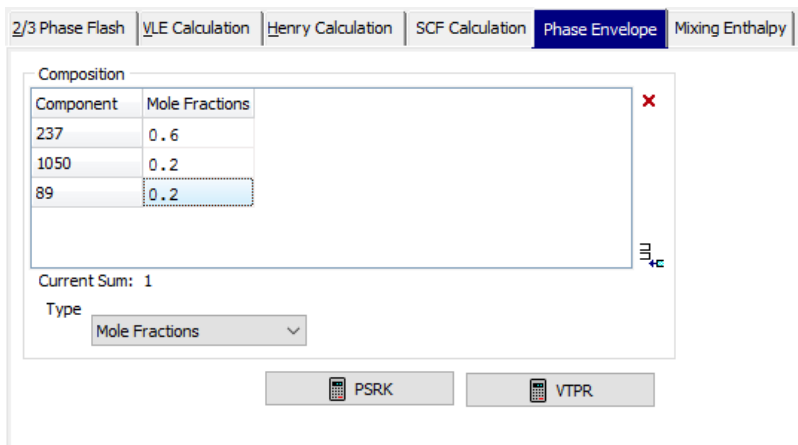 2/3 Phase Flash VLE Calculation Henry Calculation SCF Calculation Phase Envelope Mixing Enthalpy
Composition
Component Mole Fractions
237 0.6
1050 0.2
89 0.2
Current Sum: 1
Type
Mole Fractions
PSRK VTPR